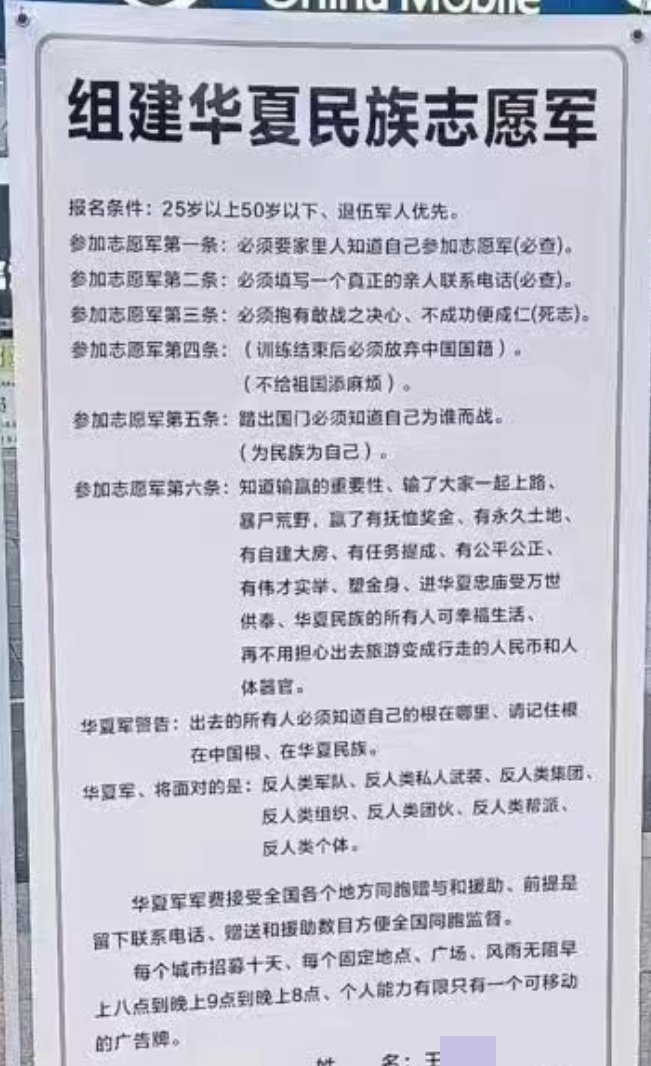 China Mobile
组建华夏民族志愿军
报名条件：25岁以上50岁以下、退伍军人优先。
参加志愿军第一条：必须要家里人知道自己参加志愿军(必查)。
参加志愿军第二条：必须填写一个真正的亲人联系电话(必查)。
参加志愿军第三条：必须抱有敢战之决心、不成功便成仁(死志)。
参加志愿军第四条：（训练结束后必须放弃中国国籍）。
（不给祖国添麻烦）。
参加志愿军第五条：踏出国门必须知道自己为谁而战。
（为民族为自己）。
参加志愿军第六条：知道输赢的重要性、输了大家一起上路、
暴尸荒野，赢了有抚恤奖金、有永久土地、
有自建大房、有任务提成、有公平公正、
有伟才实举、塑金身、进华夏忠庙受万世
供奉、华夏民族的所有人可幸福生活、
再不用担心出去旅游变成行走的人民币和人
体器官。
华夏军警告：出去的所有人必须知道自己的根在哪里、请记住根
在中国根、在华夏民族。
华夏军、将面对的是：反人类军队、反人类私人武装、反人类集团、
反人类组织、反人类团伙、反人类帮派、
反人类个体。
华夏军军费接受全国各个地方同胞赠与和援助、前提是
留下联系电话、赠送和援助数目方便全国同胞监督。
每个城市招募十天、每个固定地点、广场、风雨无阻早
上八点到晚上9点到晚上8点、个人能力有限只有一个可移动
的广告牌。
姓 名：王